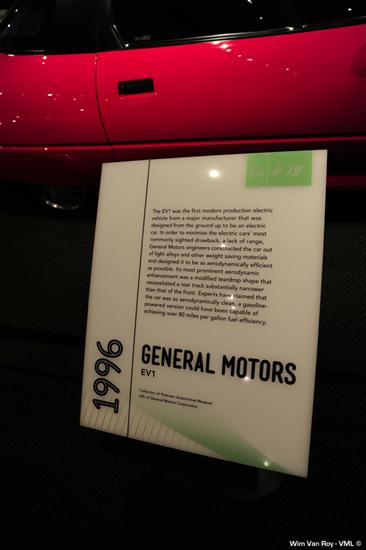 The EV1 was the first modern production electric
vehicle from a major manufacturer that was
designed from the ground up to be an electric
car. In order to minimize the electric cars' most
commonly sighted drawback, a lack of range,
General Motors engineers constructed the car out
of light alloys and other weight saving materials
and designed it to be as aerodynamically efficient
as possible. Its most prominent aerodynamic
enhancement was a modified teardrop shape that
necessitated a rear track substantially narrower
than that of the front. Experts have claimed that
the car was so aerodynamically clean, a gasoline-
powered version could have been capable of
achieving over 80 miles per gallon fuel efficiency.
1996
GENERAL MOTORS
EV1
Collection of Petersen Automotive Museum
Gift of General Motors Corporation
Wim Van Roy - VML ©